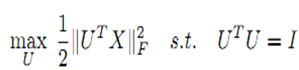 max_U 1/2 ‖U^T X‖_F^2 s.t. U^T U = I